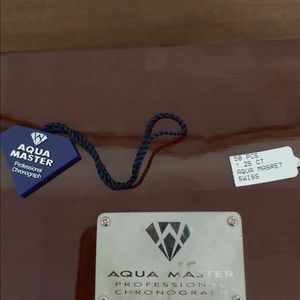 AQUA
MASTER
Professional
Chronograph
58 PCS
1.25 CT
AQUA MASRET
SWISS
AQUA MASTER
PROFESSIONAL
CHRONOGRAPH